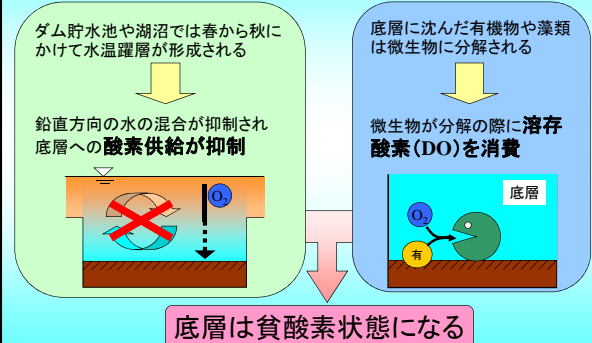 ダム貯水池や湖沼では春から秋に
かけて水温躍層が形成される
鉛直方向の水の混合が抑制され
底層への酸素供給が抑制
O2
底層に沈んだ有機物や藻類
は微生物に分解される
微生物が分解の際に溶存
酸素(DO)を消費
底層
O2
有
底層は貧酸素状態になる